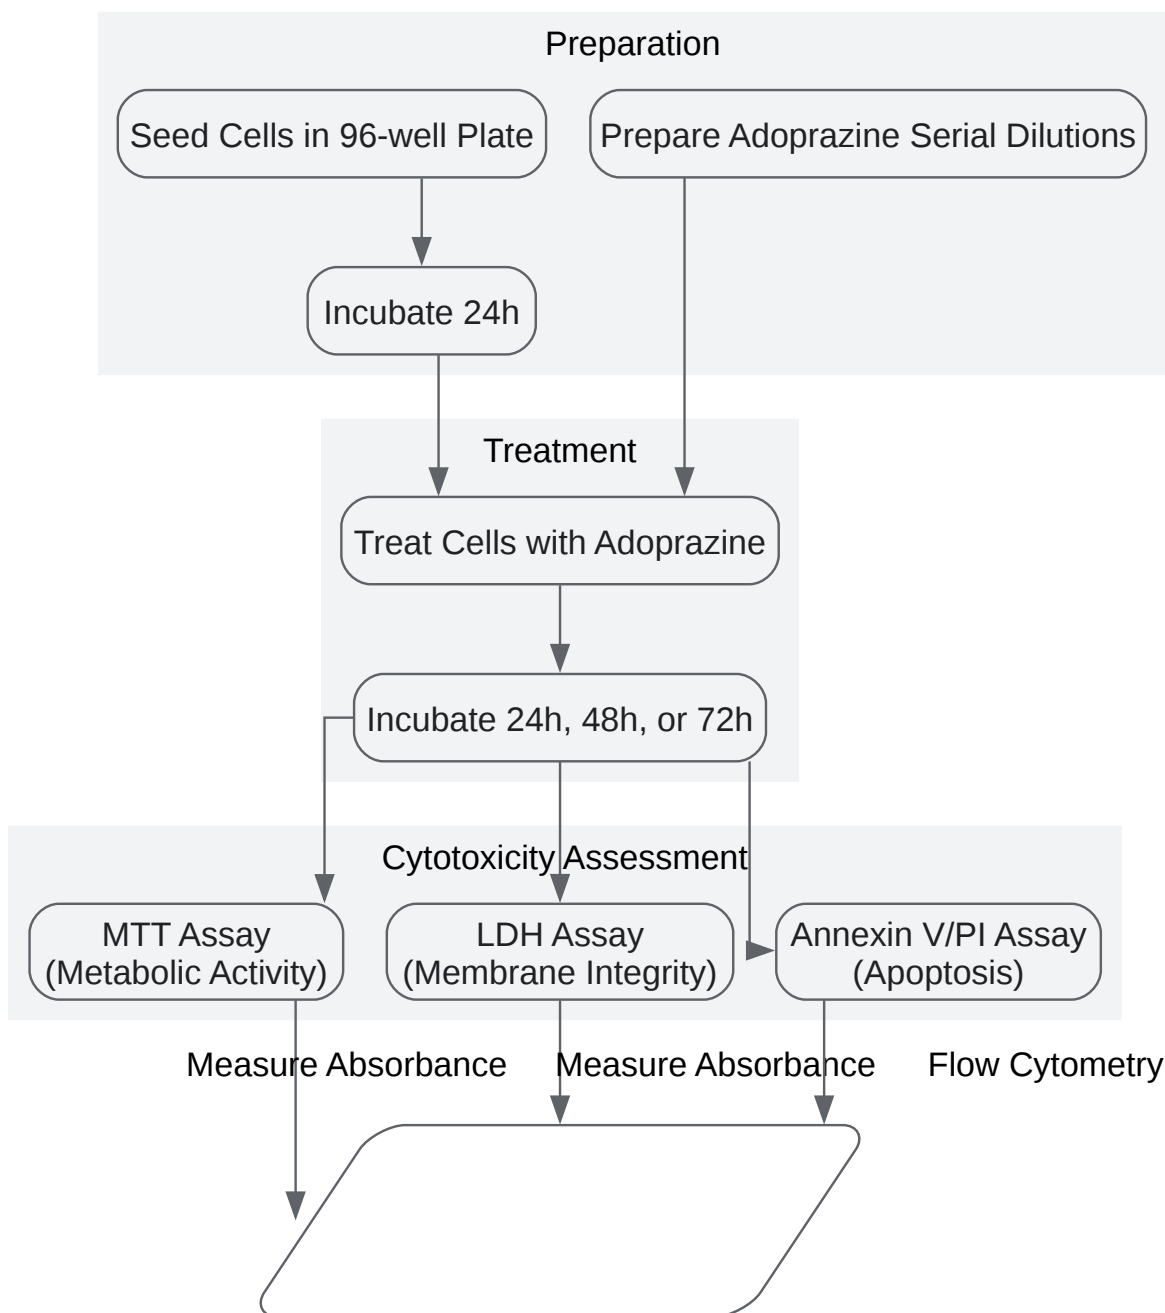 Preparation
Seed Cells in 96-well Plate
Prepare Adoprazine Serial Dilutions
Incubate 24h
Treatment
Treat Cells with Adoprazine
Incubate 24h, 48h, or 72h
Cytotoxicity Assessment
MTT Assay
(Metabolic Activity)
LDH Assay
(Membrane Integrity)
Annexin V/PI Assay
(Apoptosis)
Measure Absorbance
Measure Absorbance
Flow Cytometry